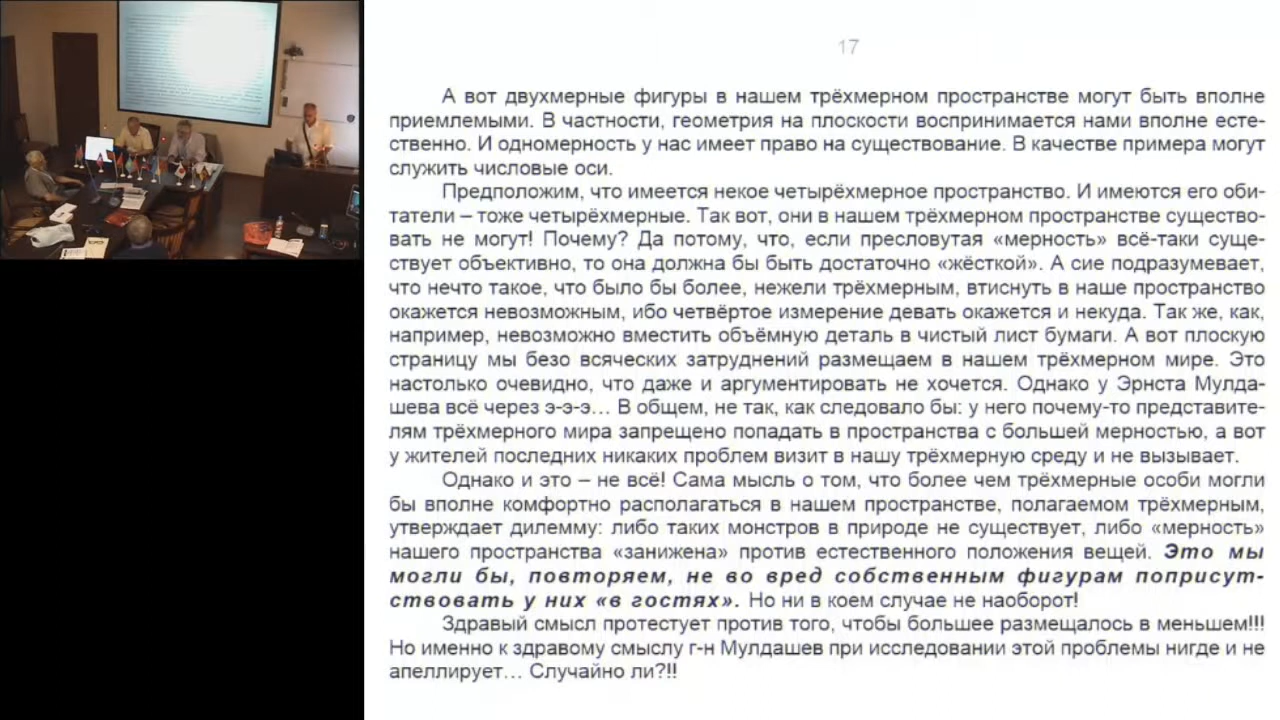 17
А вот двухмерные фигуры в нашем трёхмерном пространстве могут быть вполне
приемлемыми. В частности, геометрия на плоскости воспринимается нами вполне есте-
ственно. И одномерность у нас имеет право на существование. В качестве примера могут
служить числовые оси.
Предположим, что имеется некое четырёхмерное пространство. И имеются его оби-
татели – тоже четырёхмерные. Так вот, они в нашем трёхмерном пространстве существо-
вать не могут! Почему? Да потому, что, если пресловутая «мерность» всё-таки суще-
ствует объективно, то она должна бы быть достаточно «жёсткой». А сие подразумевает,
что нечто такое, что было бы более, нежели трёхмерным, втиснуть в наше пространство
окажется невозможным, ибо четвёртое измерение девать окажется и некуда. Так же, как,
например, невозможно вместить объёмную деталь в чистый лист бумаги. А вот плоскую
страницу мы безо всяческих затруднений размещаем в нашем трёхмерном мире. Это
настолько очевидно, что даже и аргументировать не хочется. Однако у Эрнста Мулда-
шева всё через э-э-э… В общем, не так, как следовало бы: у него почему-то представите-
лям трёхмерного мира запрещено попадать в пространства с большей мерностью, а вот
у жителей последних никаких проблем визит в нашу трёхмерную среду и не вызывает.
Однако и это – не всё! Сама мысль о том, что более чем трёхмерные особи могли
бы вполне комфортно располагаться в нашем пространстве, полагаемом трёхмерным,
утверждает дилемму: либо таких монстров в природе не существует, либо «мерность»
нашего пространства «занижена» против естественного положения вещей. Это мы
могли бы, повторяем, не во вред собственным фигурам поприсут-
ствовать у них «в гостях». Но ни в коем случае не наоборот!
Здравый смысл протестует против того, чтобы большее размещалось в меньшем!!!
Но именно к здравому смыслу г-н Мулдашев при исследовании этой проблемы нигде и не
апеллирует… Случайно ли?!!